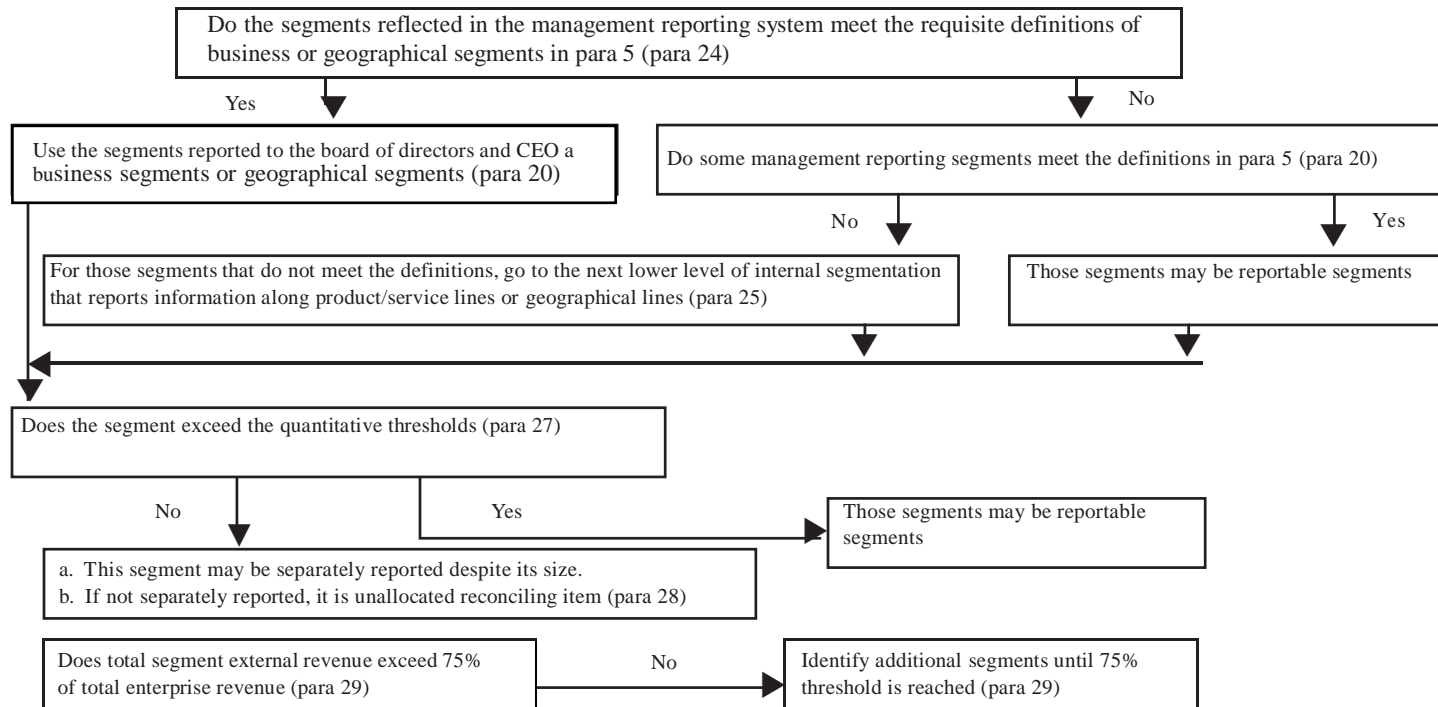 Do the segments reflected in the management reporting system meet the requisite definitions of
business or geographical segments in para 5 (para 24)
Yes
No
Use the segments reported to the board of directors and CEO a
business segments or geographical segments (para 20)
Do some management reporting segments meet the definitions in para 5 (para 20)
No
Yes
For those segments that do not meet the definitions, go to the next lower level of internal segmentation
that reports information along product/service lines or geographical lines (para 25)
Those segments may be reportable segments
Does the segment exceed the quantitative thresholds (para 27)
No
Yes
Those segments may be reportable
segments
a. This segment may be separately reported despite its size.
b. If not separately reported, it is unallocated reconciling item (para 28)
Does total segment external revenue exceed 75%
of total enterprise revenue (para 29)
No
Identify additional segments until 75%
threshold is reached (para 29)